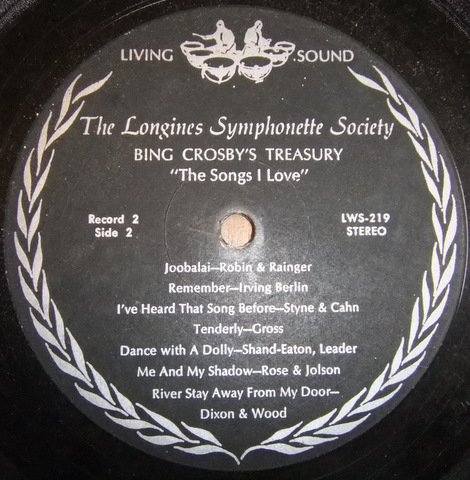 LIVING SOUND
The Longines Symphonette Society
BING CROSBY'S TREASURY
"The Songs I Love"
Record 2
Side 2
LWS-219
STEREO
Joobalai—Robin & Rainger
Remember—Irving Berlin
I've Heard That Song Before—Styne & Cahn
Tenderly—Gross
Dance with A Dolly—Shand-Eaton, Leader
Me And My Shadow—Rose & Jolson
River Stay Away From My Door—
Dixon & Wood